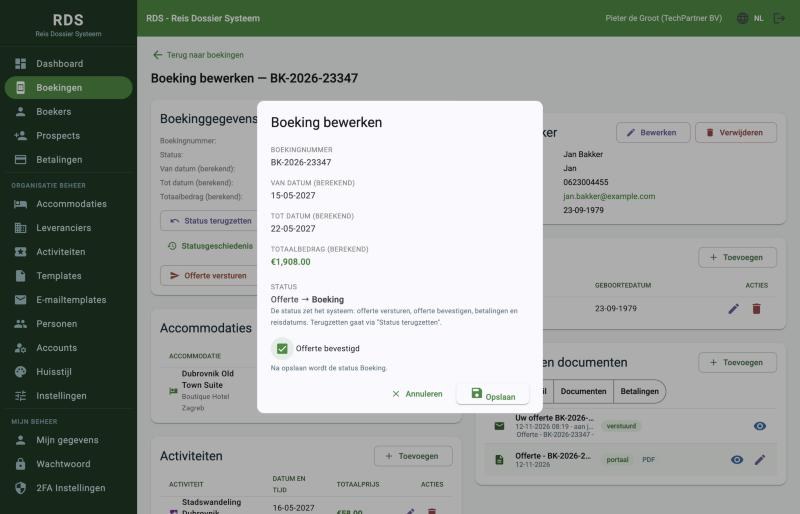 RDS
Reis Dossier Systeem
Dashboard
Boekingen
Boekers
Prospects
Betalingen
ORGANISATIE BEHEER
Accommodaties
Leveranciers
Activiteiten
Templates
E-mailtemplates
Personen
Accounts
Huisstijl
Instellingen
MIJN BEHEER
Mijn gegevens
Wachtwoord
2FA Instellingen
RDS - Reis Dossier Systeem
Pieter de Groot (TechPartner BV)
NL
Terug naar boekingen
Boeking bewerken — BK-2026-23347
Boekinggegevens
Boekingnummer:
Status:
Van datum (berekend):
Tot datum (berekend):
Totaalbedrag (berekend):
Status terugzetten
Statusgeschiedenis
Offerte versturen
Accommodaties
ACCOMMODATIE
Dubrovnik Old
Town Suite
Boutique Hotel
Zagreb
Activiteiten
Toevoegen
ACTIVITEIT
DATUM EN
TIJD
TOTAALPRIJS
ACTIES
Stadswandeling
Dubrovnik
16-05-2027
€58.00
Boeking bewerken
BOEKINGNUMMER
BK-2026-23347
VAN DATUM (BEREKEND)
15-05-2027
TOT DATUM (BEREKEND)
22-05-2027
TOTAALBEDRAG (BEREKEND)
€1,908.00
STATUS
Offerte → Boeking
De status zet het systeem: offerte versturen, offerte bevestigen, betalingen en
reisdatums. Terugzetten gaat via "Status terugzetten".
Offerte bevestigd
Na opslaan wordt de status Boeking.
Annuleren
Opslaan
ker
Bewerken
Verwijderen
Jan Bakker
Jan
0623004455
jan.bakker@example.com
23-09-1979
Toevoegen
GEBOORTEDATUM
ACTIES
23-09-1979
en documenten
Toevoegen
il
Documenten
Betalingen
Uw offerte BK-2026-...
12-11-2026 08:19 - aan j...
Offerte - BK-2026-23347 -
verstuurd
Offerte - BK-2026-2...
12-11-2026
portaal
PDF